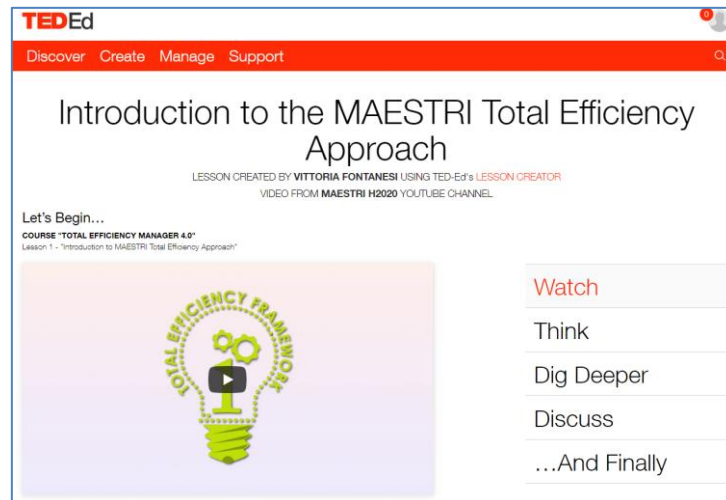 TEDEd
0
Discover Create Manage Support
Introduction to the MAESTRI Total Efficiency
Approach
LESSON CREATED BY VITTORIA FONTANESI USING TED-Ed's LESSON CREATOR
VIDEO FROM MAESTRI H2020 YOUTUBE CHANNEL
Let's Begin...
COURSE "TOTAL EFFICIENCY MANAGER 4.0"
Lesson 1 - "Introduction to MAESTRI Total Efficiency Approach"
TOTAL EFFICIENCY FRAMEWORK
1
Watch
Think
Dig Deeper
Discuss
...And Finally